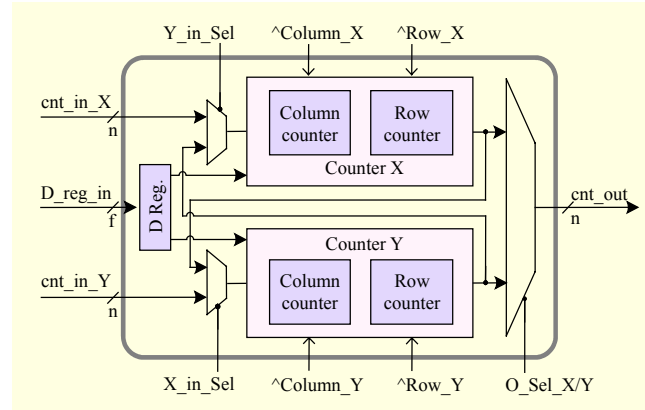 Y_in_Sel
^Column_X
^Row_X
cnt_in_X
n
Column
counter
Row
counter
Counter X
D_reg_in
f
D Reg.
cnt_out
n
Counter Y
cnt_in_Y
n
Column
counter
Row
counter
X_in_Sel
^Column_Y
^Row_Y
O_Sel_X/Y